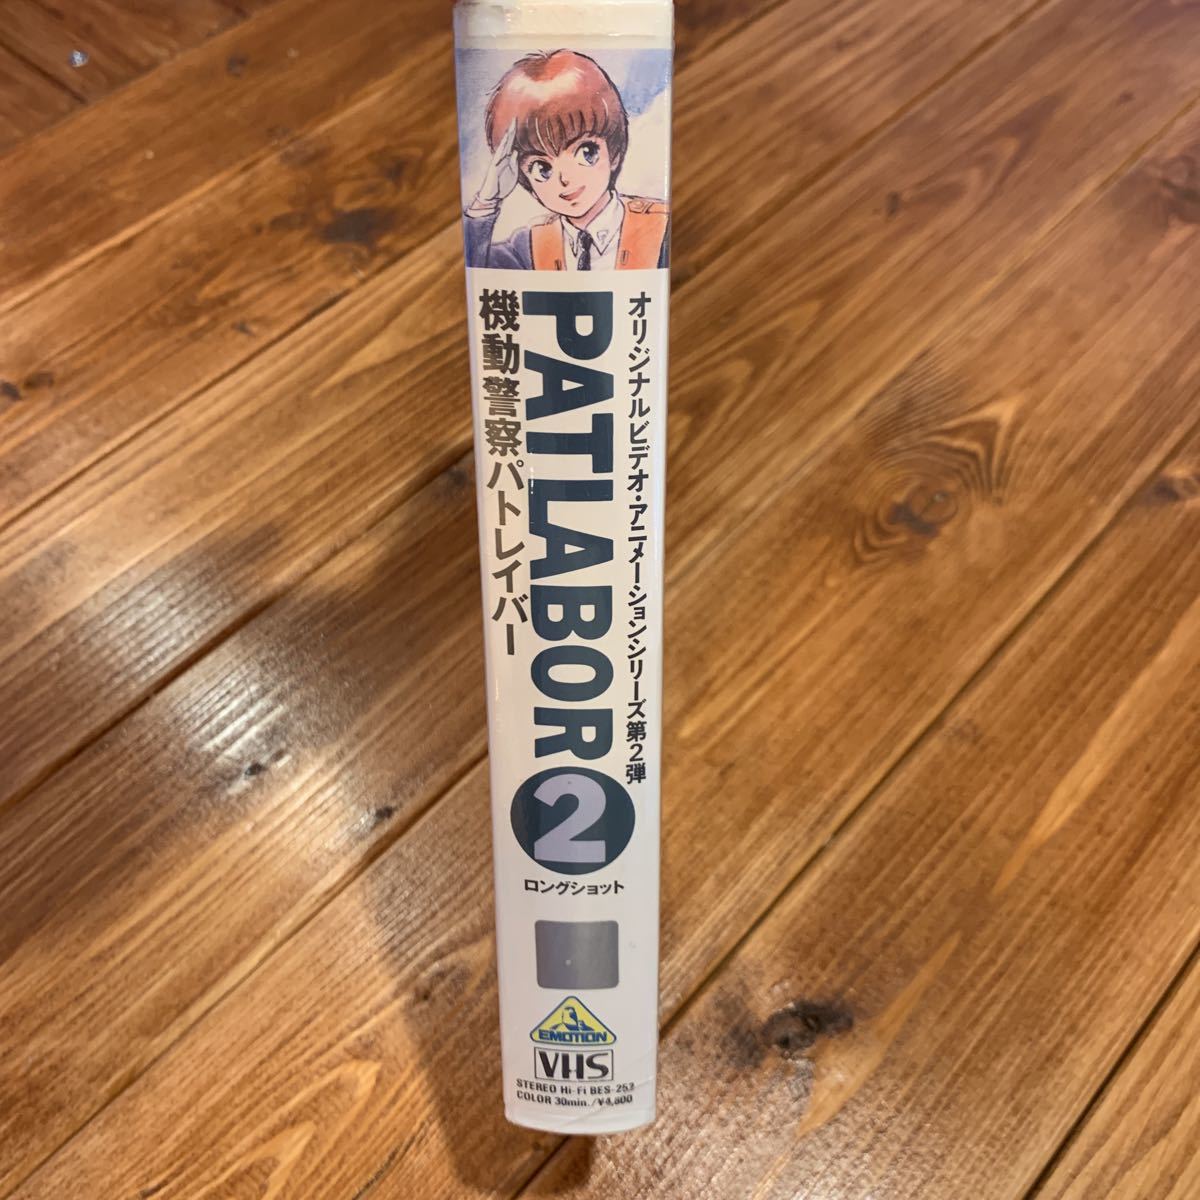 オリジナルビデオ・アニメーションシリーズ第2弾
PATLABOR 2
機動警察パトレイバー
ロングショット
EMOTION
VHS
STEREO Hi-Fi BES-253
COLOR 30min./¥4,800